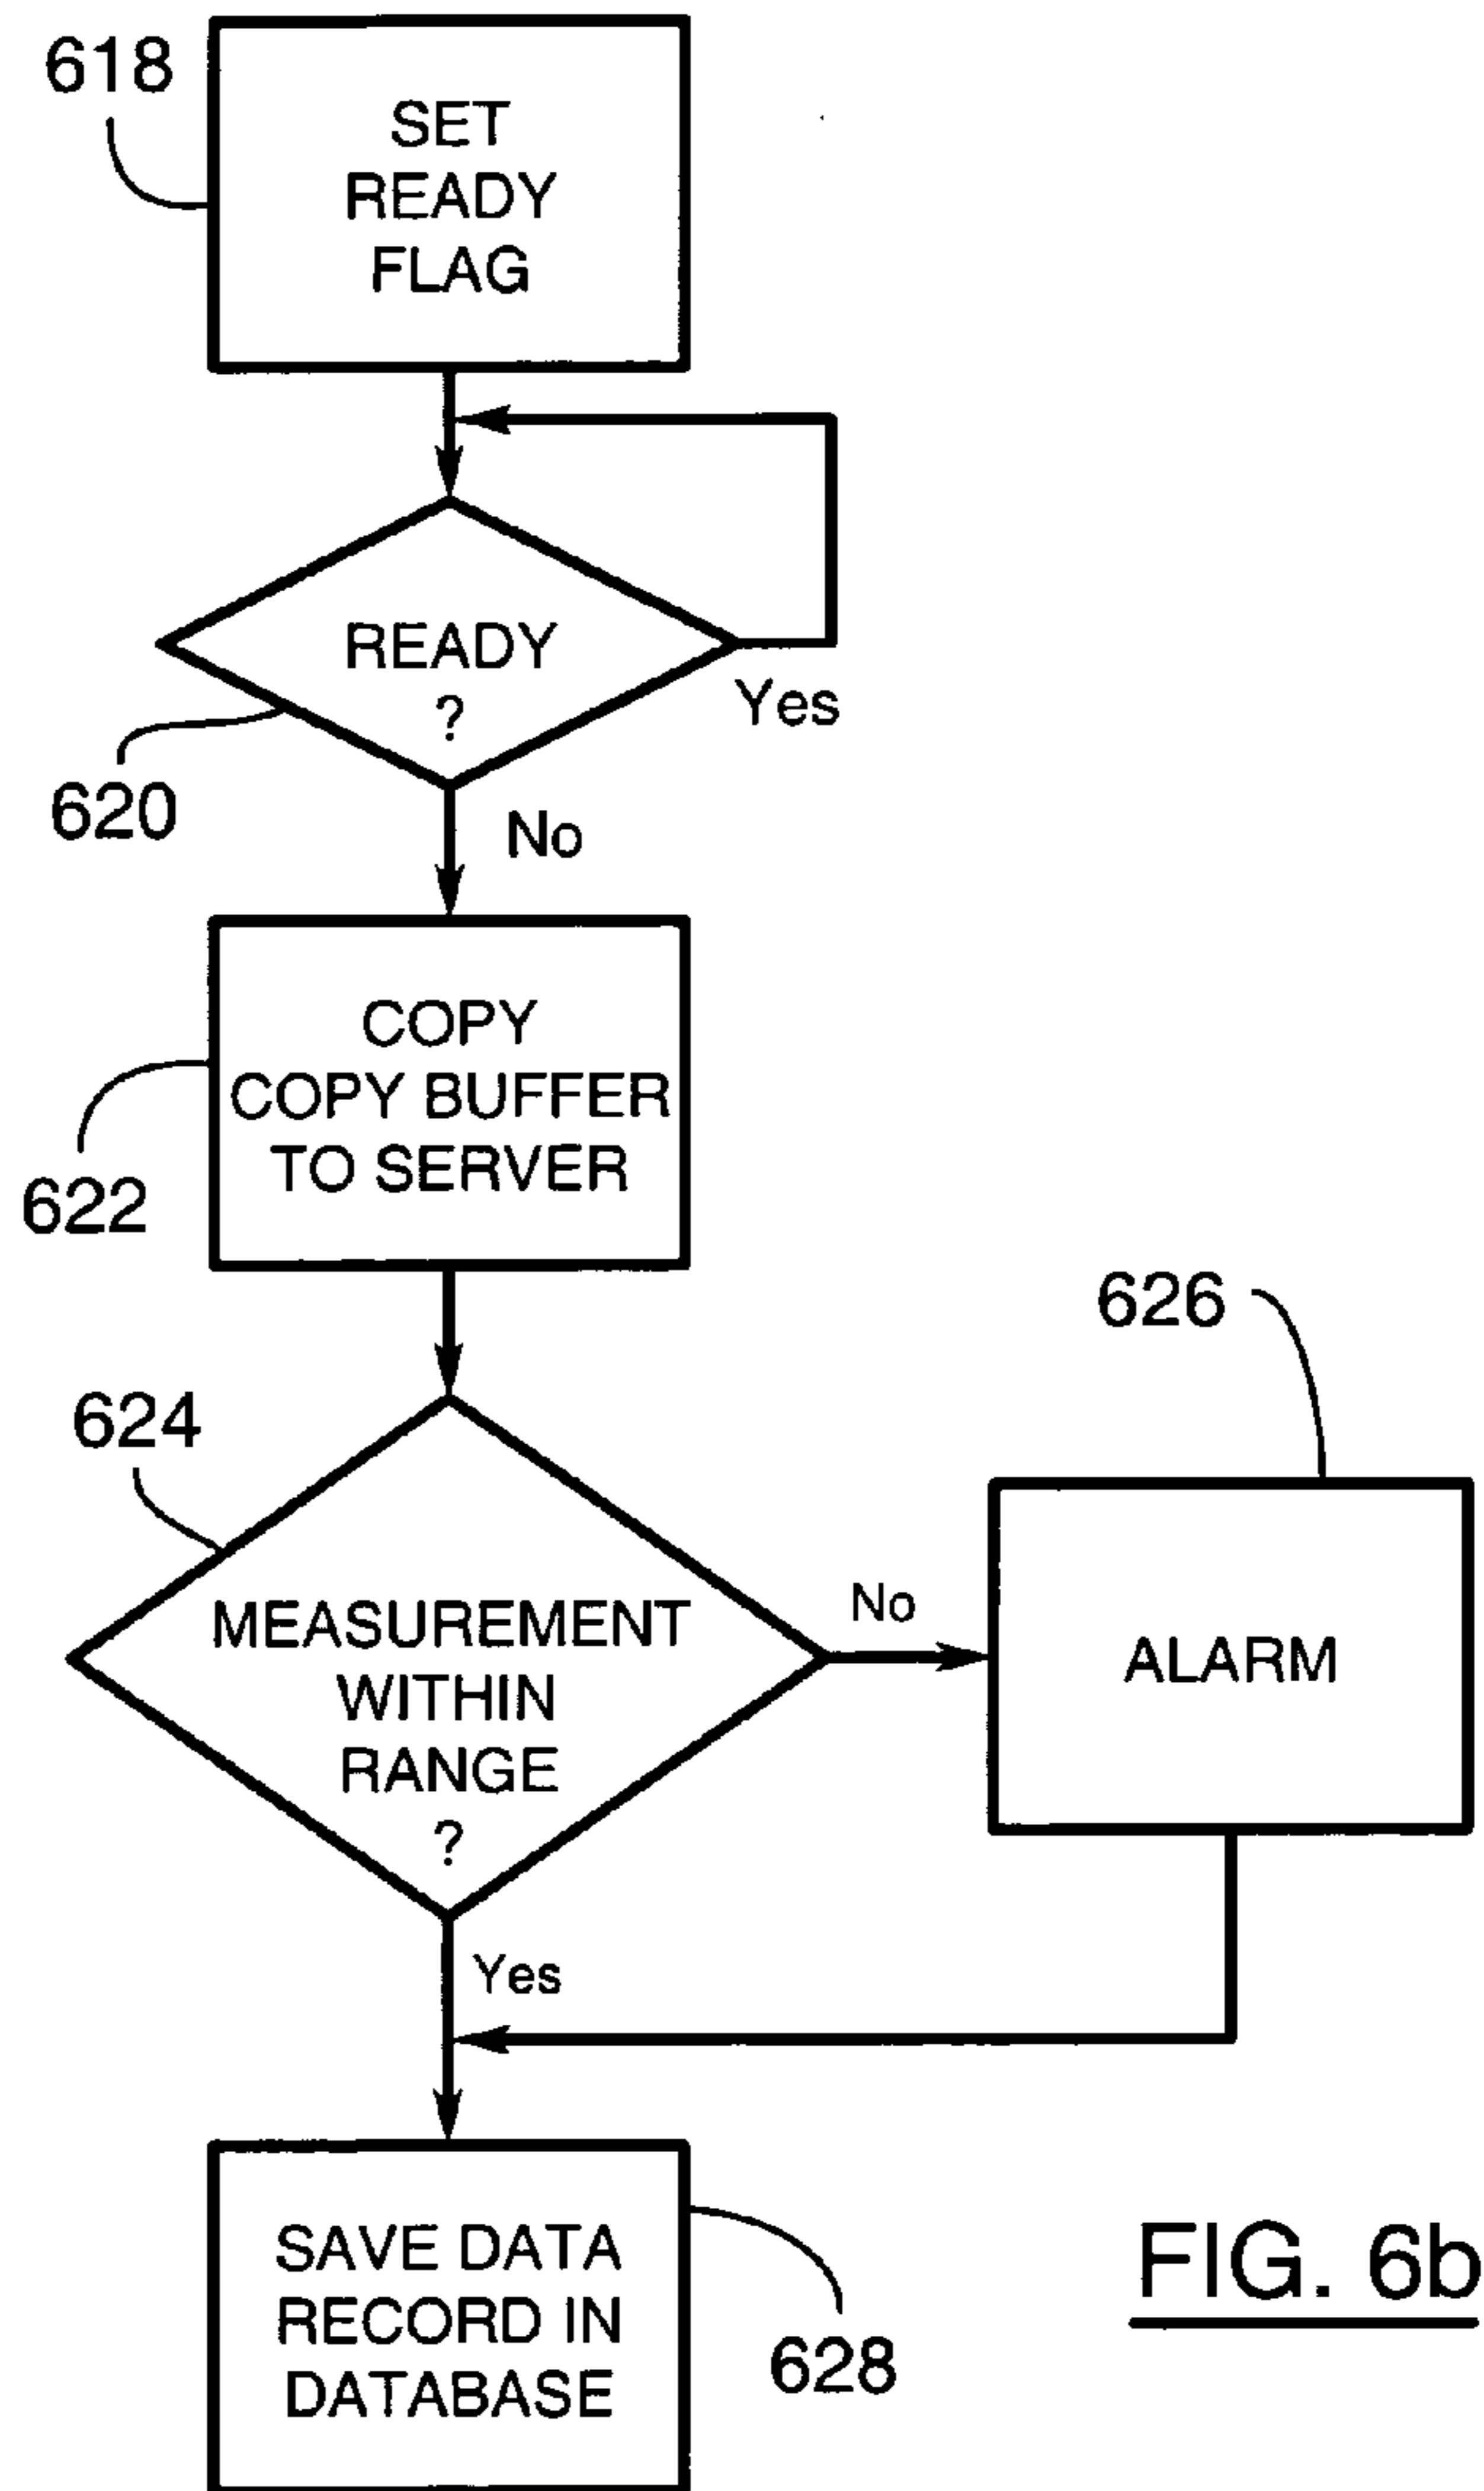 618
SET
READY
FLAG
READY
?
Yes
620
No
COPY
COPY BUFFER
TO SERVER
622
626
624
MEASUREMENT
WITHIN
RANGE
?
No
ALARM
Yes
SAVE DATA
RECORD IN
DATABASE
628
FIG. 6b